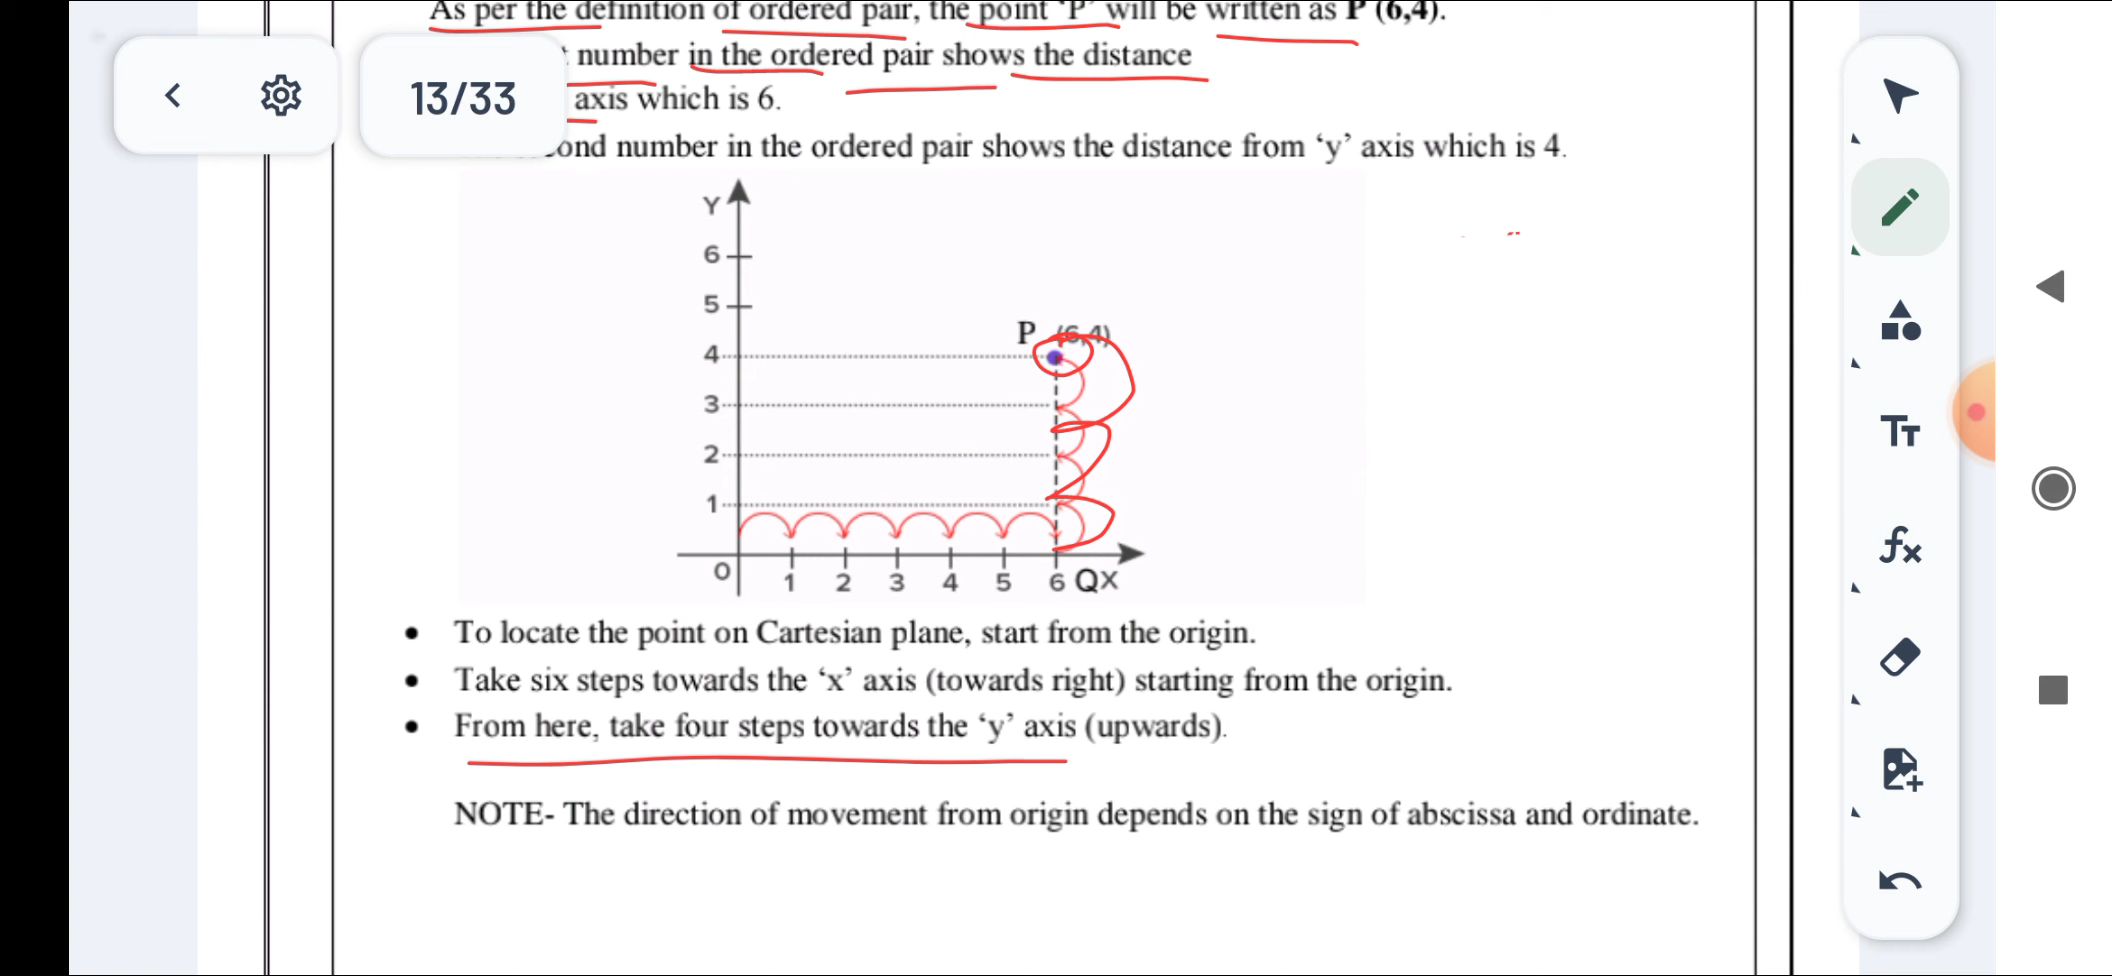 As per the definition of ordered pair, the point 'P' will be written as P (6,4).
number in the ordered pair shows the distance
13/33
axis which is 6.
ond number in the ordered pair shows the distance from ‘y’ axis which is 4.
Y
6
5
P (6,4)
4
3
2
1
O 1 2 3 4 5 6 QX
• To locate the point on Cartesian plane, start from the origin.
• Take six steps towards the ‘x’ axis (towards right) starting from the origin.
• From here, take four steps towards the ‘y’ axis (upwards).
NOTE- The direction of movement from origin depends on the sign of abscissa and ordinate.
TT
fx